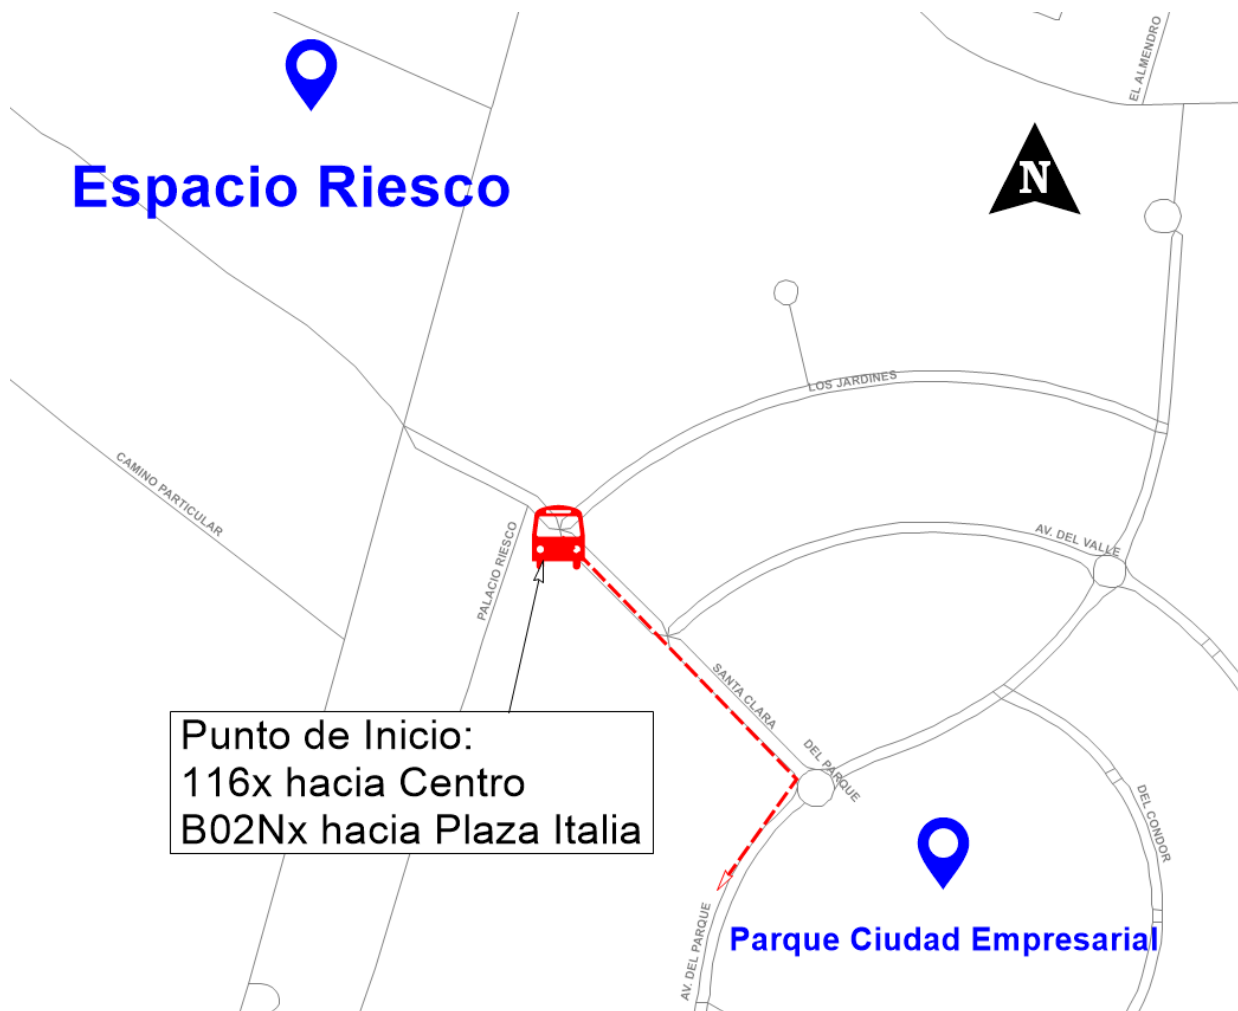 EL ALMENDRO
Espacio Riesco
N
LOS JARDINES
CAMINO PARTICULAR
PALACIO RIESCO
AV. DEL VALLE
SANTA CLARA
Punto de Inicio:
116x hacia Centro
B02Nx hacia Plaza Italia
DEL PARQUE
DEL CONDOR
AV. DEL PARQUE
Parque Ciudad Empresarial